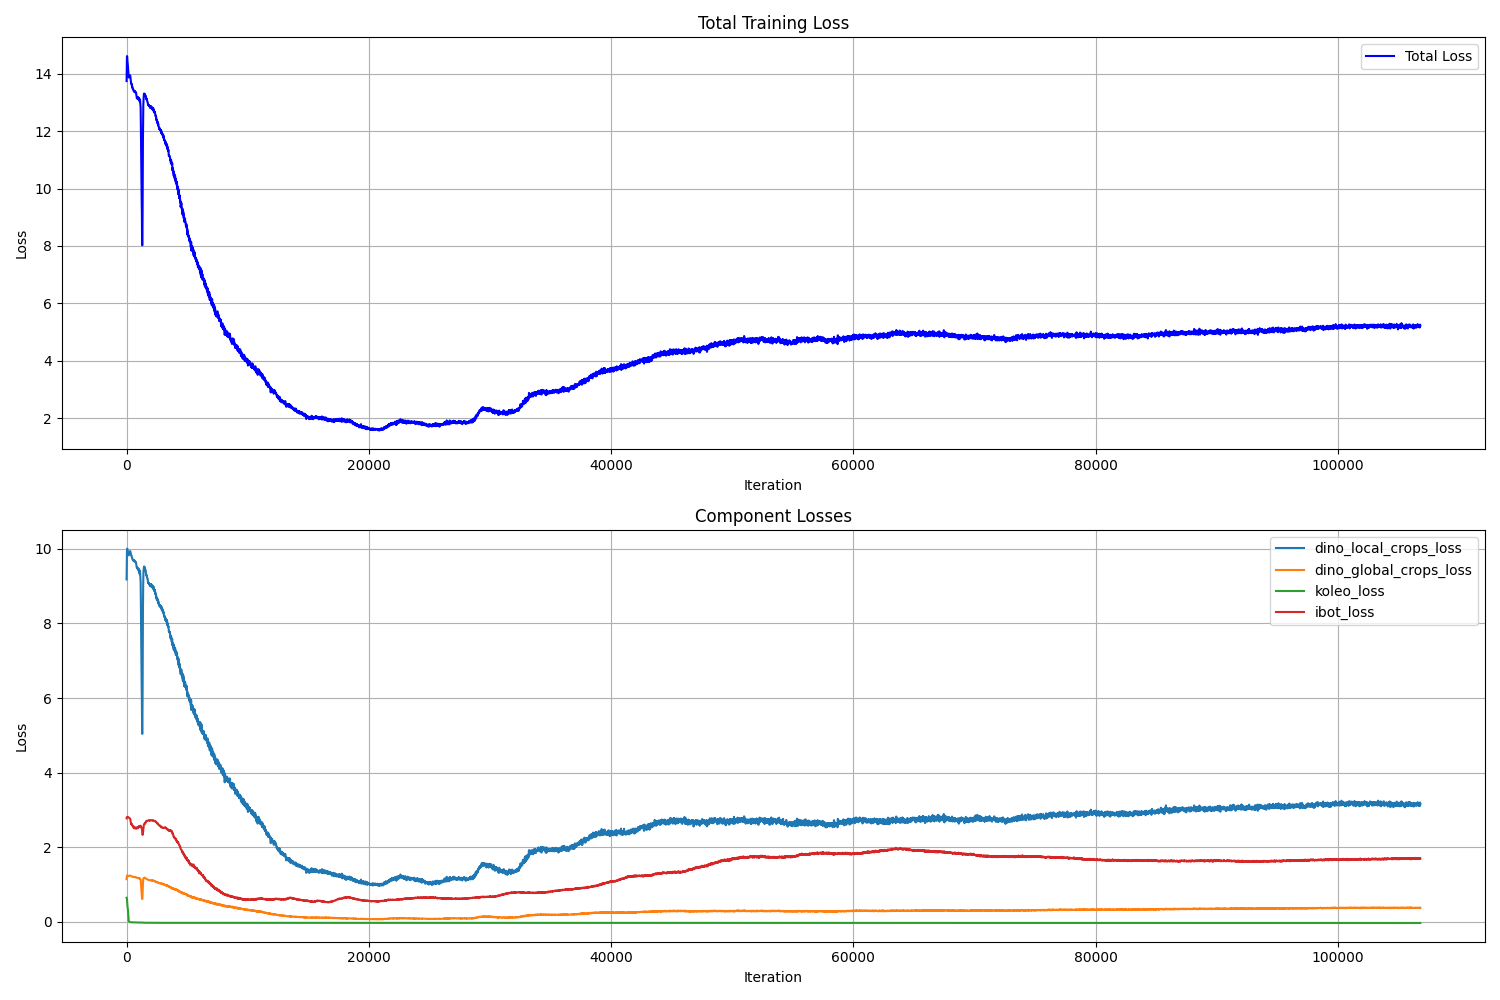 Total Training Loss
Total Loss
14
12
10
8
6
4
2
Loss
0 20000 40000 60000 80000 100000
Iteration
Component Losses
dino_local_crops_loss
dino_global_crops_loss
koleo_loss
ibot_loss
10
8
6
4
2
0
Loss
0 20000 40000 60000 80000 100000
Iteration